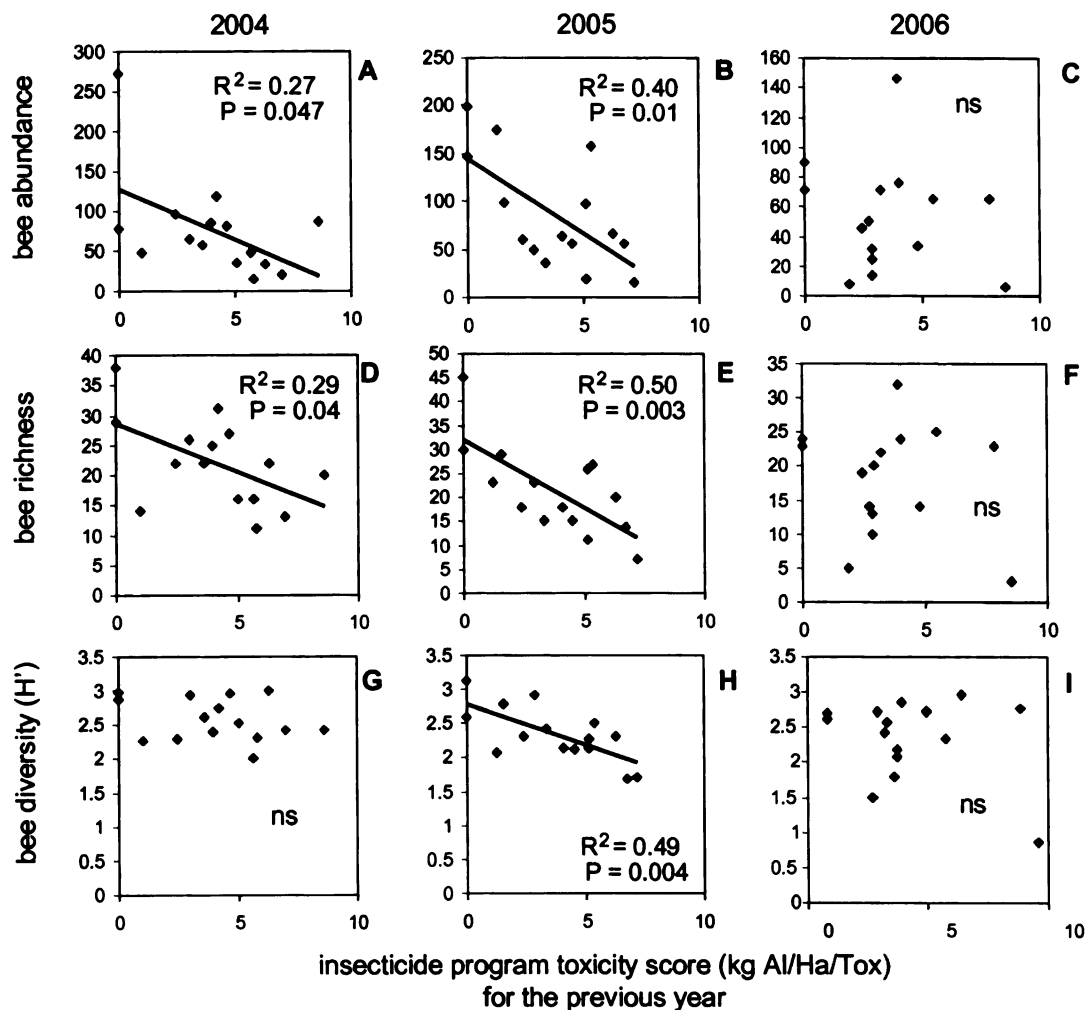 2004 2005 2006
A
R² = 0.27
P = 0.047
300
250
200
150
100
50
0
0 5 10
bee abundance
B
R² = 0.40
P = 0.01
250
200
150
100
50
0
0 5 10
C
ns
160
140
120
100
80
60
40
20
0
0 5 10
D
R² = 0.29
P = 0.04
40
35
30
25
20
15
10
5
0
0 5 10
bee richness
E
R² = 0.50
P = 0.003
50
45
40
35
30
25
20
15
10
5
0
0 5 10
F
ns
35
30
25
20
15
10
5
0
0 5 10
G
ns
3.5
3
2.5
2
1.5
1
0.5
0
0 5 10
bee diversity (H')
H
R² = 0.49
P = 0.004
3.5
3
2.5
2
1.5
1
0.5
0
0 5 10
I
ns
3.5
3
2.5
2
1.5
1
0.5
0
0 5 10
insecticide program toxicity score (kg AI/Ha/Tox)
for the previous year